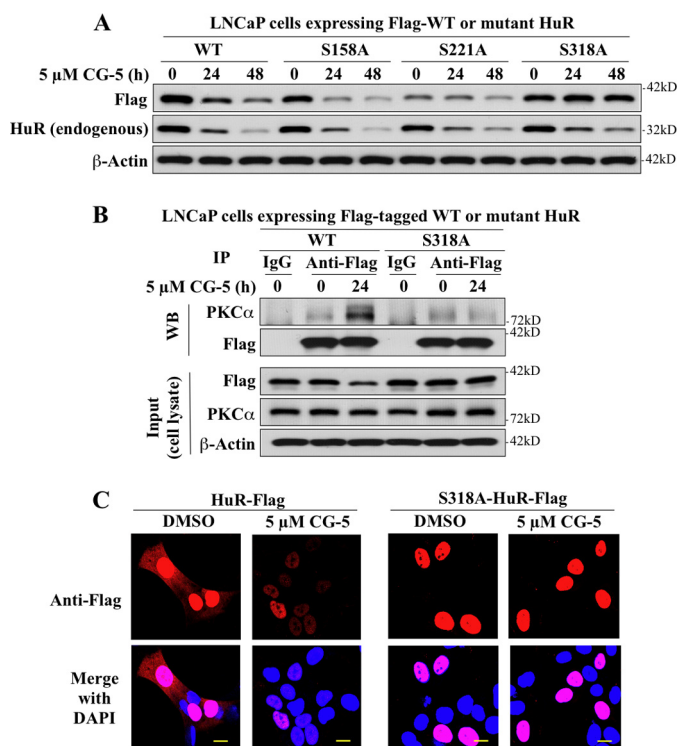 A
LNCaP cells expressing Flag-WT or mutant HuR
WT S158A S221A S318A
5 μM CG-5 (h) 0 24 48 0 24 48 0 24 48 0 24 48
Flag -42kD
HuR (endogenous) -32kD
β-Actin -42kD
B
LNCaP cells expressing Flag-tagged WT or mutant HuR
WT S318A
IP IgG Anti-Flag IgG Anti-Flag
5 μM CG-5 (h) 0 0 24 0 0 24
WB
PKCα -72kD
Flag -42kD
Input
(cell lysate)
Flag -42kD
PKCα -72kD
β-Actin -42kD
C
HuR-Flag S318A-HuR-Flag
DMSO 5 μM CG-5 DMSO 5 μM CG-5
Anti-Flag
Merge
with
DAPI